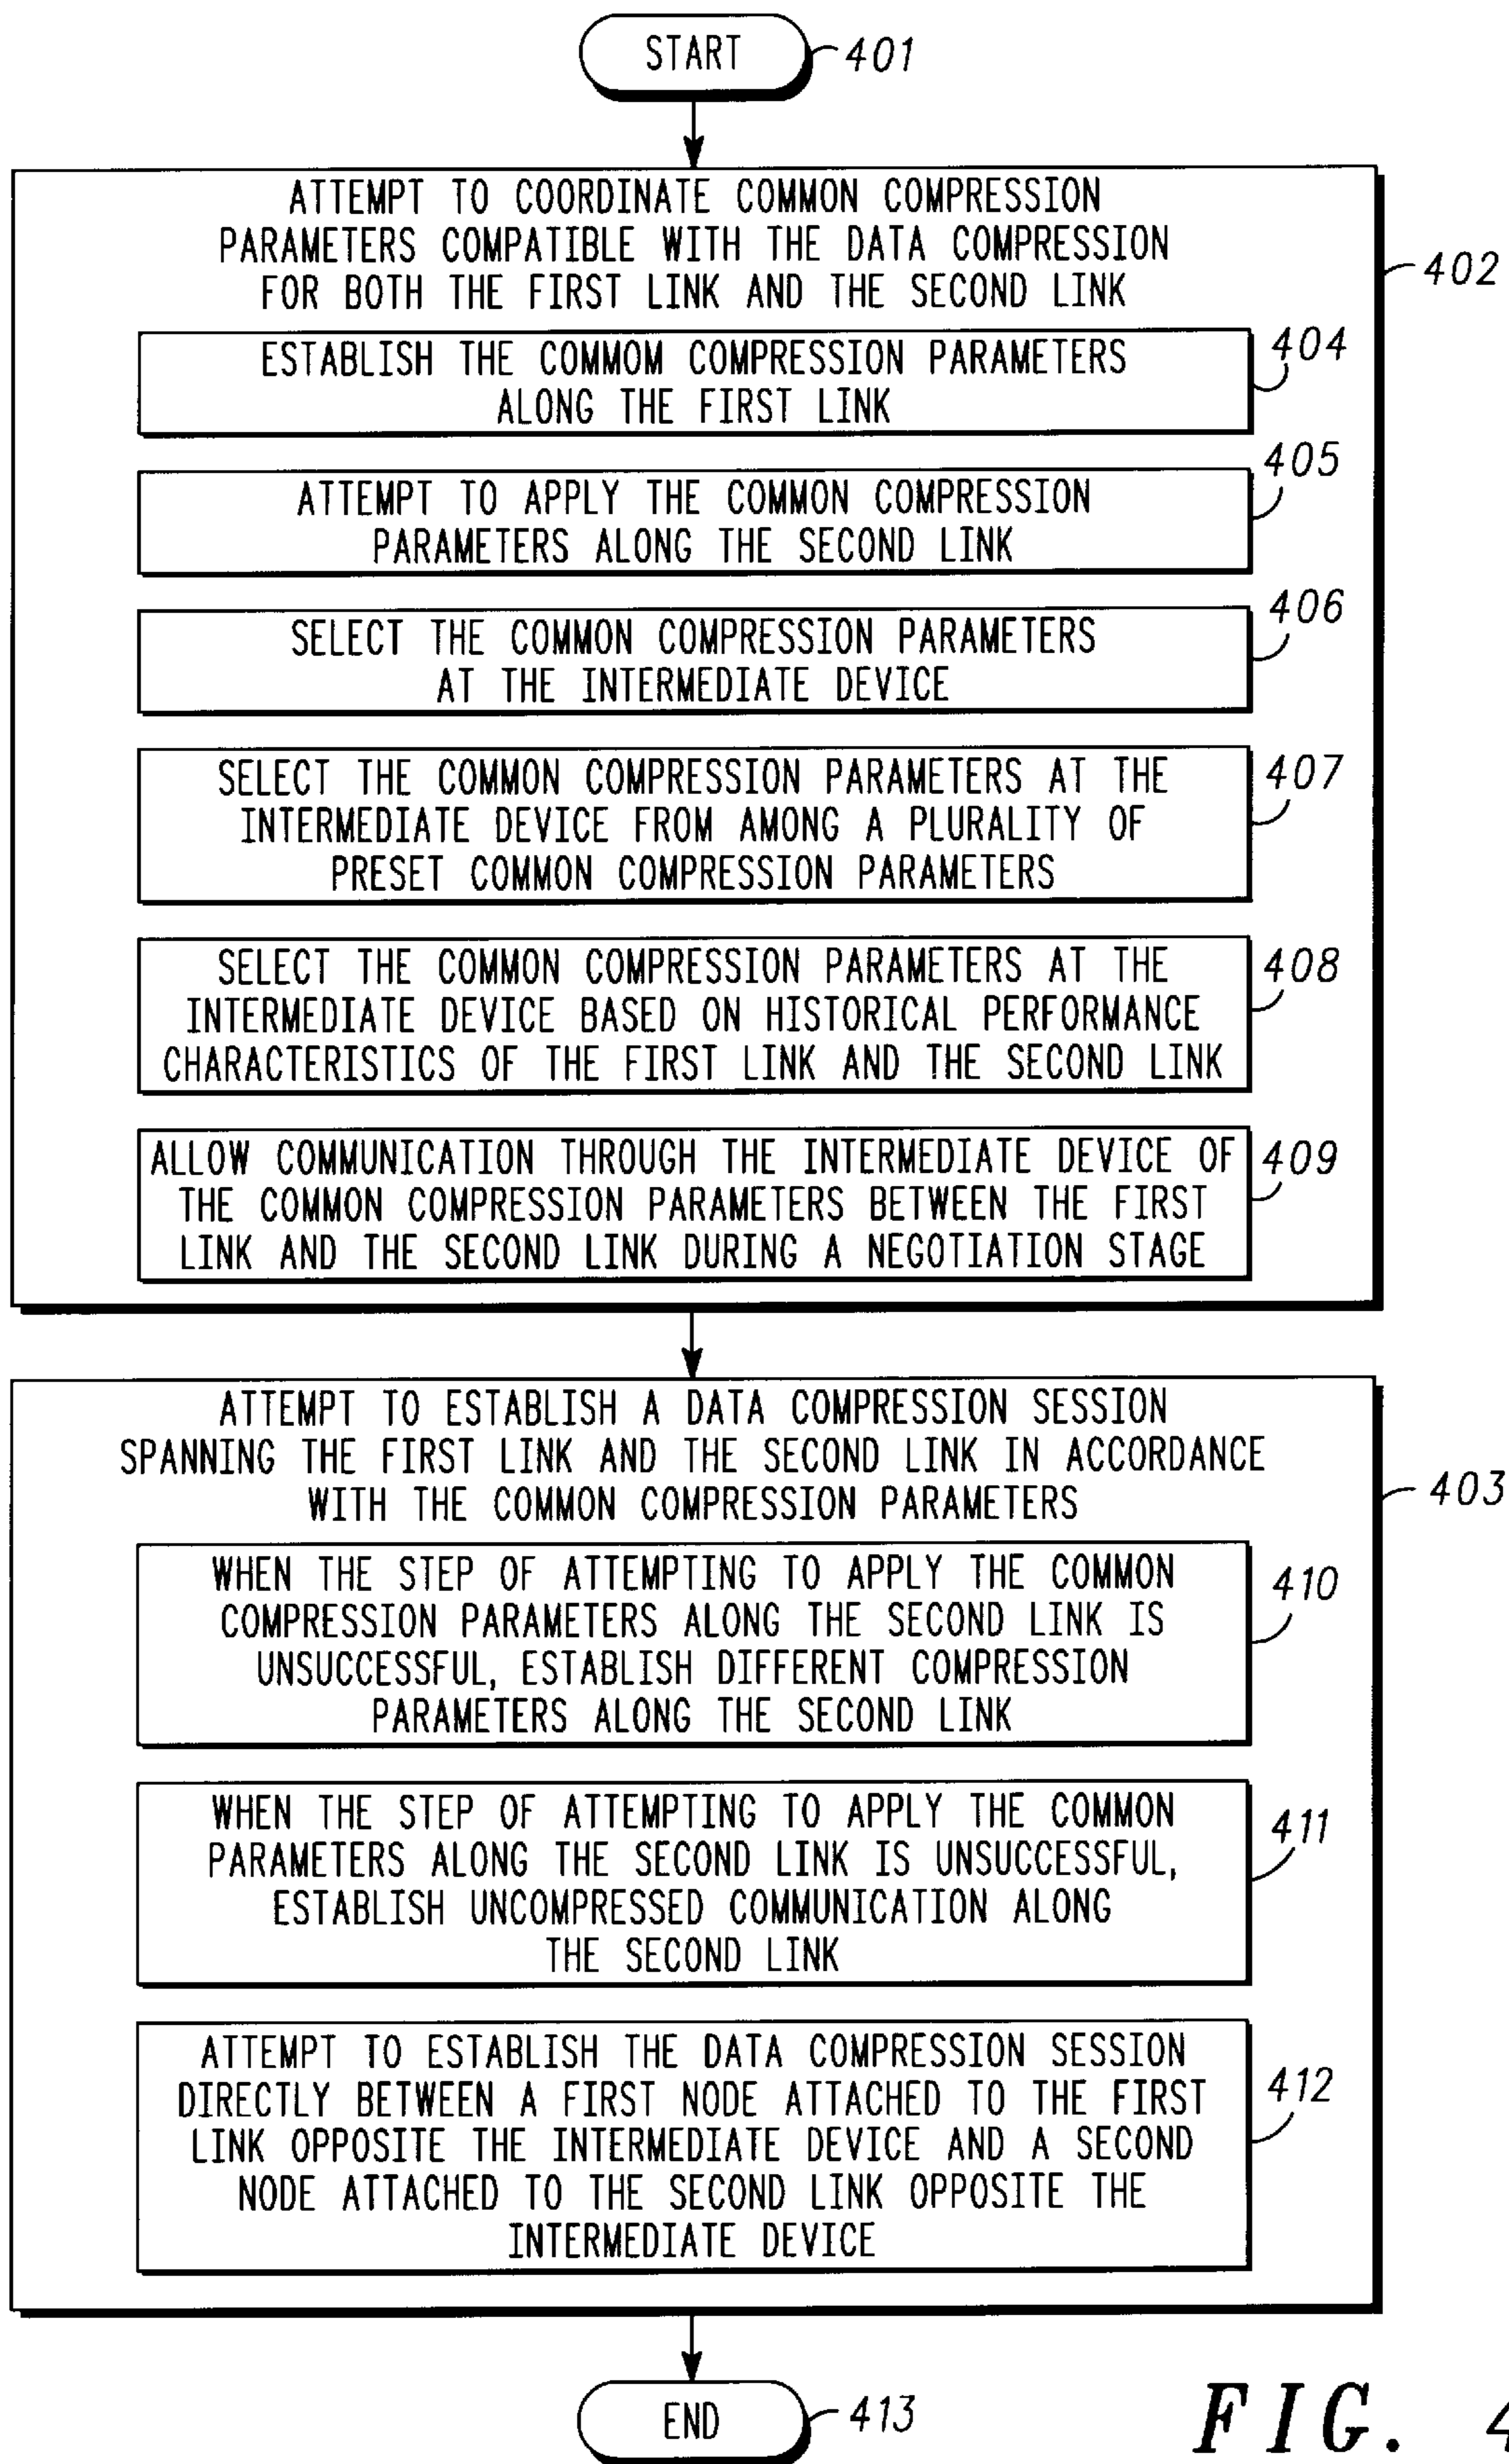 START
401
ATTEMPT TO COORDINATE COMMON COMPRESSION
PARAMETERS COMPATIBLE WITH THE DATA COMPRESSION
FOR BOTH THE FIRST LINK AND THE SECOND LINK
402
ESTABLISH THE COMMOM COMPRESSION PARAMETERS
ALONG THE FIRST LINK
404
ATTEMPT TO APPLY THE COMMON COMPRESSION
PARAMETERS ALONG THE SECOND LINK
405
SELECT THE COMMON COMPRESSION PARAMETERS
AT THE INTERMEDIATE DEVICE
406
SELECT THE COMMON COMPRESSION PARAMETERS AT THE
INTERMEDIATE DEVICE FROM AMONG A PLURALITY OF
PRESET COMMON COMPRESSION PARAMETERS
407
SELECT THE COMMON COMPRESSION PARAMETERS AT THE
INTERMEDIATE DEVICE BASED ON HISTORICAL PERFORMANCE
CHARACTERISTICS OF THE FIRST LINK AND THE SECOND LINK
408
ALLOW COMMUNICATION THROUGH THE INTERMEDIATE DEVICE OF
THE COMMON COMPRESSION PARAMETERS BETWEEN THE FIRST
LINK AND THE SECOND LINK DURING A NEGOTIATION STAGE
409
ATTEMPT TO ESTABLISH A DATA COMPRESSION SESSION
SPANNING THE FIRST LINK AND THE SECOND LINK IN ACCORDANCE
WITH THE COMMON COMPRESSION PARAMETERS
403
WHEN THE STEP OF ATTEMPTING TO APPLY THE COMMON
COMPRESSION PARAMETERS ALONG THE SECOND LINK IS
UNSUCCESSFUL, ESTABLISH DIFFERENT COMPRESSION
PARAMETERS ALONG THE SECOND LINK
410
WHEN THE STEP OF ATTEMPTING TO APPLY THE COMMON
PARAMETERS ALONG THE SECOND LINK IS UNSUCCESSFUL,
ESTABLISH UNCOMPRESSED COMMUNICATION ALONG
THE SECOND LINK
411
ATTEMPT TO ESTABLISH THE DATA COMPRESSION SESSION
DIRECTLY BETWEEN A FIRST NODE ATTACHED TO THE FIRST
LINK OPPOSITE THE INTERMEDIATE DEVICE AND A SECOND
NODE ATTACHED TO THE SECOND LINK OPPOSITE THE
INTERMEDIATE DEVICE
412
END
413
FIG. 4